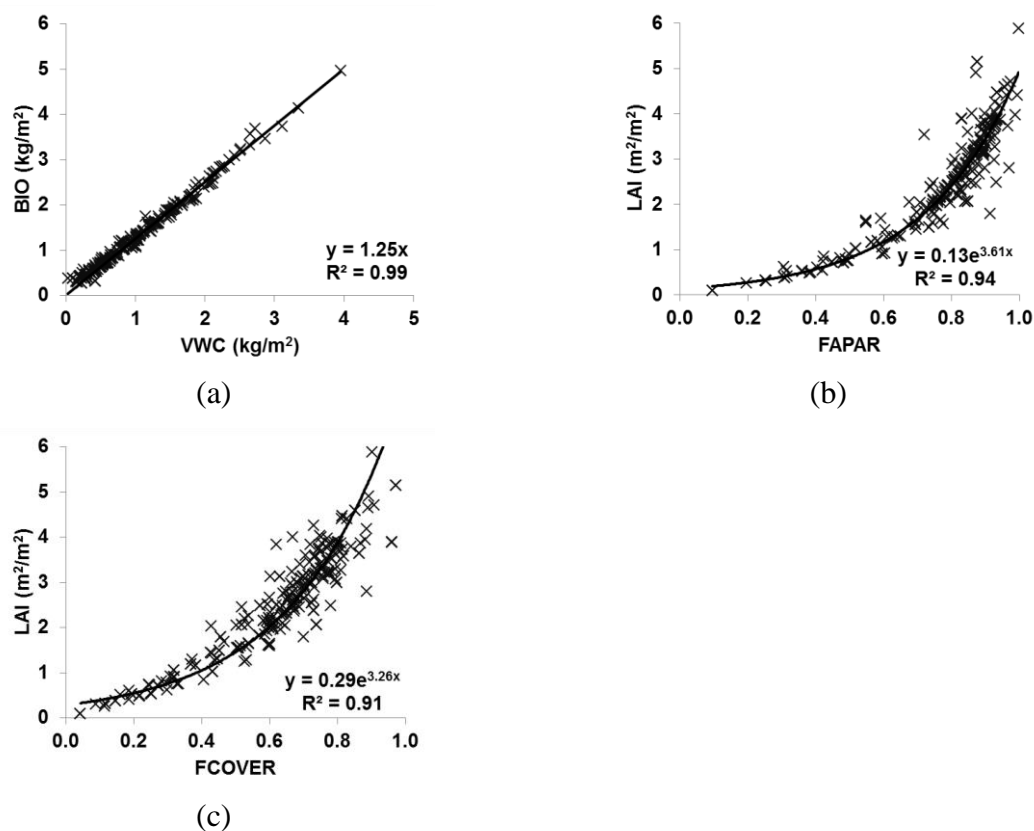 6
5
4
3
2
1
0
BIO (kg/m²)
y = 1.25x
R² = 0.99
0 1 2 3 4 5
VWC (kg/m²)
(a)
6
5
4
3
2
1
0
LAI (m²/m²)
y = 0.13e³·⁶¹ˣ
R² = 0.94
0.0 0.2 0.4 0.6 0.8 1.0
FAPAR
(b)
6
5
4
3
2
1
0
LAI (m²/m²)
y = 0.29e³·²⁶ˣ
R² = 0.91
0.0 0.2 0.4 0.6 0.8 1.0
FCOVER
(c)